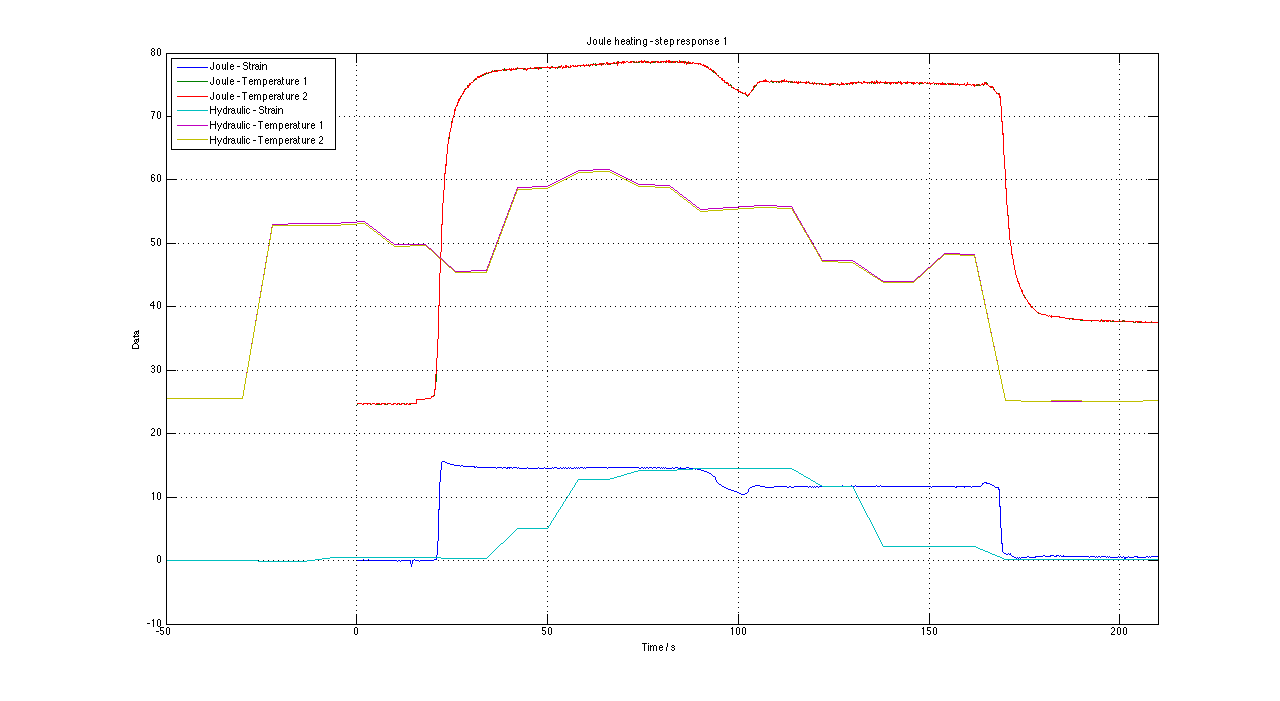 Joule heating - step response 1
80
70
60
50
40
30
20
10
0
-10
Data
Joule - Strain
Joule - Temperature 1
Joule - Temperature 2
Hydraulic - Strain
Hydraulic - Temperature 1
Hydraulic - Temperature 2
-50
0
50
100
150
200
Time / s